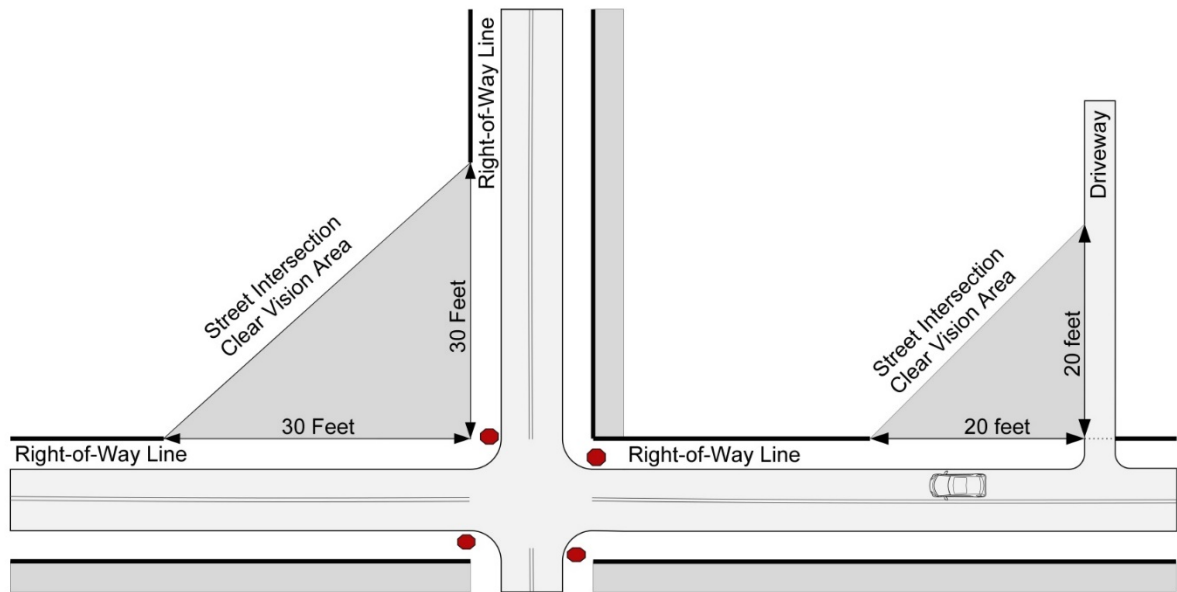 Right-of-Way Line
Driveway
Street Intersection
Clear Vision Area
30 Feet
Street Intersection
Clear Vision Area
20 feet
30 Feet
20 feet
Right-of-Way Line
Right-of-Way Line